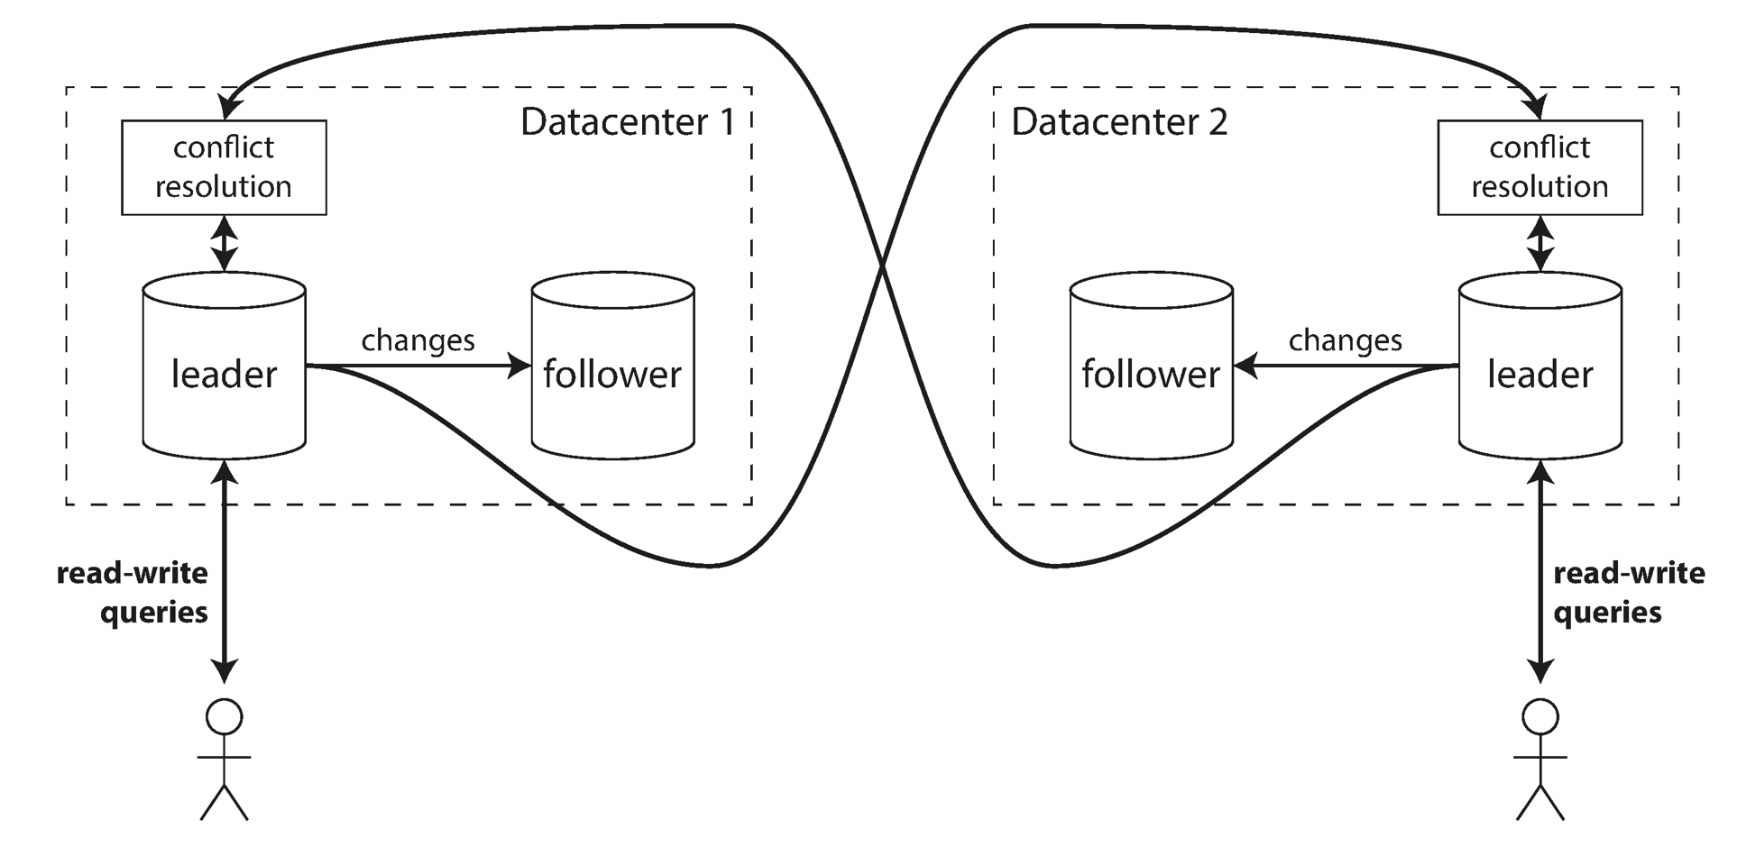 Datacenter 1
conflict
resolution
changes
leader
follower
read-write
queries
Datacenter 2
conflict
resolution
changes
follower
leader
read-write
queries